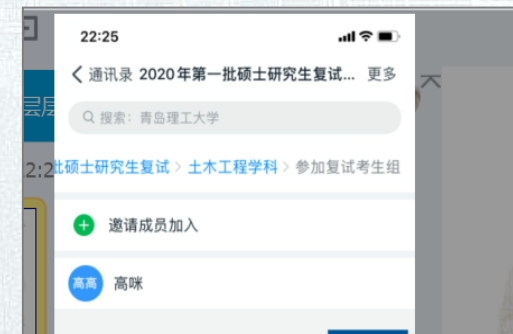 22:25
通讯录 2020年第一批硕士研究生复试... 更多
搜索：青岛理工大学
比硕士研究生复试 > 土木工程学科 > 参加复试考生组
邀请成员加入
高高 高咪